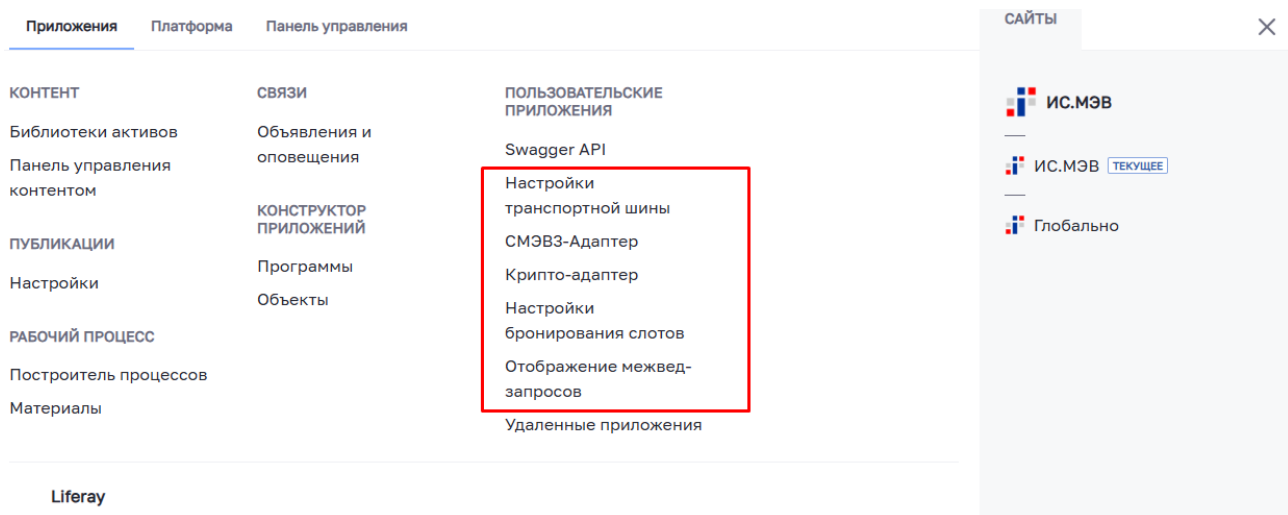 Приложения
Платформа
Панель управления
САЙТЫ
КОНТЕНТ
Библиотеки активов
Панель управления
контентом
ПУБЛИКАЦИИ
Настройки
РАБОЧИЙ ПРОЦЕСС
Построитель процессов
Материалы
СВЯЗИ
Объявления и
оповещения
КОНСТРУКТОР
ПРИЛОЖЕНИЙ
Программы
Объекты
ПОЛЬЗОВАТЕЛЬСКИЕ
ПРИЛОЖЕНИЯ
Swagger API
Настройки
транспортной шины
СМЭВ3-Адаптер
Крипто-адаптер
Настройки
бронирования слотов
Отображение межвед-
запросов
Удаленные приложения
ИС.МЭВ
ИС.МЭВ ТЕКУЩЕЕ
Глобально
Liferay